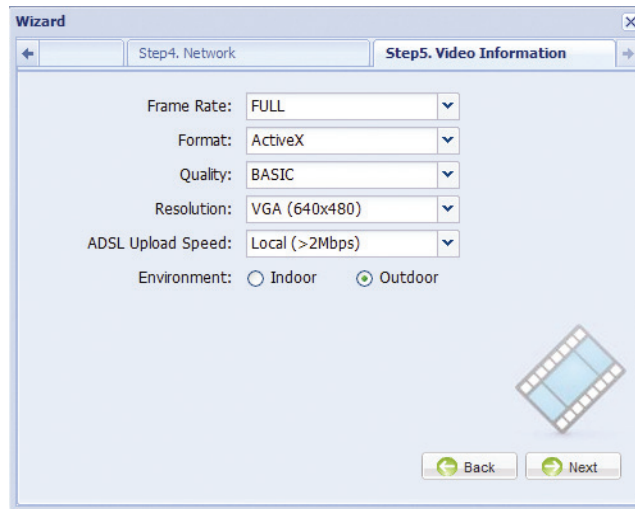 Wizard
Step4. Network
Step5. Video Information
Frame Rate: FULL
Format: ActiveX
Quality: BASIC
Resolution: VGA (640x480)
ADSL Upload Speed: Local (>2Mbps)
Environment: Indoor Outdoor
Back Next